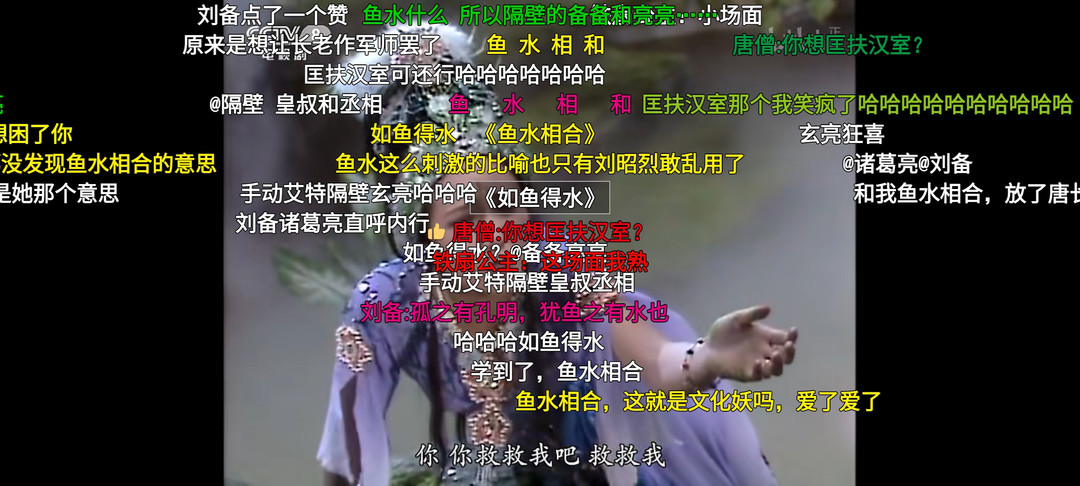 刘备点了一个赞 鱼水什么 所以隔壁的备备和亮亮…… 小场面
CCTV 8
电视剧
原来是想让长老作军师罢了 鱼 水 相 和 唐僧:你想匡扶汉室?
匡扶汉室可还行哈哈哈哈哈哈哈
亮 @隔壁 皇叔和丞相 鱼 水 相 和 匡扶汉室那个我笑疯了哈哈哈哈哈哈哈哈哈哈
想困了你 如鱼得水,《鱼水相合》 玄亮狂喜
没发现鱼水相合的意思 鱼水这么刺激的比喻也只有刘昭烈敢乱用了 @诸葛亮@刘备
是她那个意思 手动艾特隔壁玄亮哈哈哈 《如鱼得水》 和我鱼水相合，放了唐长
刘备诸葛亮直呼内行 唐僧:你想匡扶汉室?
如鱼得水?@备备亮亮
铁扇公主：这场面我熟
手动艾特隔壁皇叔丞相
刘备:孤之有孔明，犹鱼之有水也
哈哈哈如鱼得水
学到了，鱼水相合
鱼水相合，这就是文化妖吗，爱了爱了
你 你救救我吧 救救我